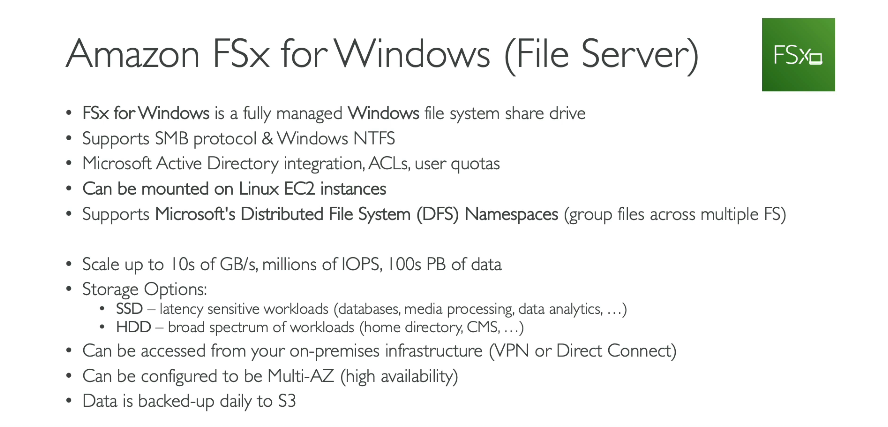 Amazon FSx for Windows (File Server)
FSx
• FSx for Windows is a fully managed Windows file system share drive
• Supports SMB protocol & Windows NTFS
• Microsoft Active Directory integration, ACLs, user quotas
• Can be mounted on Linux EC2 instances
• Supports Microsoft's Distributed File System (DFS) Namespaces (group files across multiple FS)
• Scale up to 10s of GB/s, millions of IOPS, 100s PB of data
• Storage Options:
• SSD – latency sensitive workloads (databases, media processing, data analytics, …)
• HDD – broad spectrum of workloads (home directory, CMS, …)
• Can be accessed from your on-premises infrastructure (VPN or Direct Connect)
• Can be configured to be Multi-AZ (high availability)
• Data is backed-up daily to S3